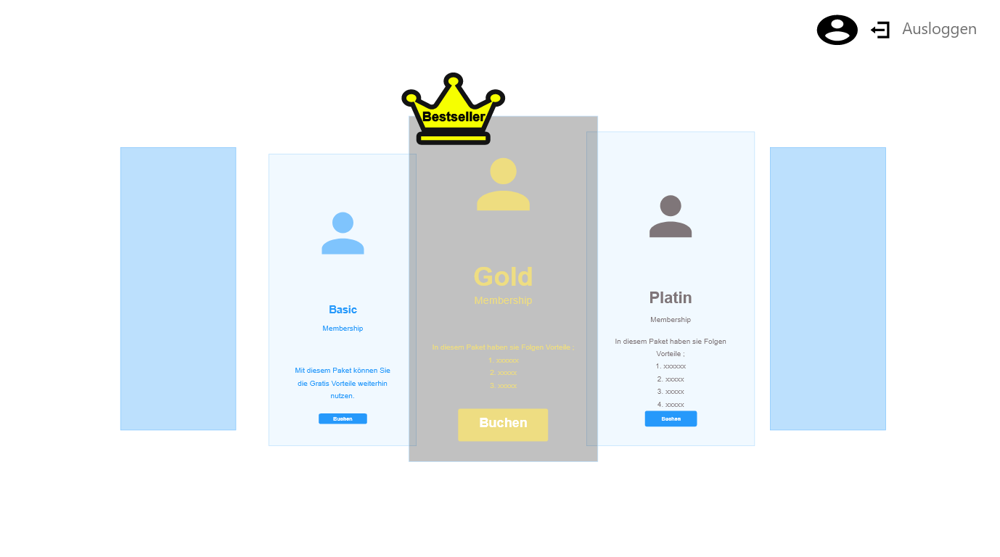 Ausloggen
Bestseller
Basic
Membership
Mit diesem Paket können Sie
die Gratis Vorteile weiterhin
nutzen.
Buchen
Gold
Membership
In diesem Paket haben sie Folgen Vorteile :
1. xxxxxx
2. xxxxx
3. xxxxx
Buchen
Platin
Membership
In diesem Paket haben sie Folgen
Vorteile ;
1. xxxxxx
2. xxxxx
3. xxxxx
4. xxxxx
Buchen